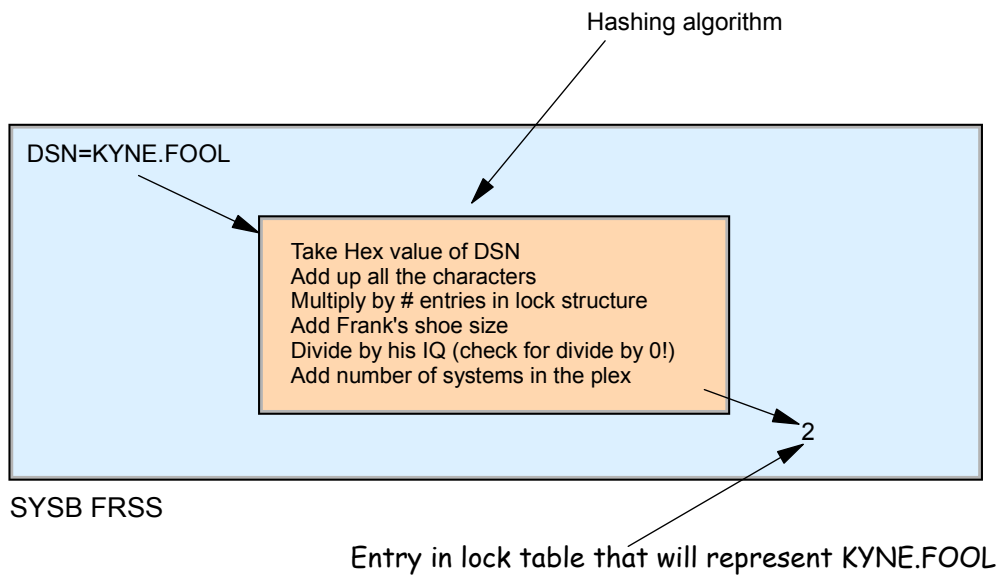 Hashing algorithm
DSN=KYNE.FOOL
Take Hex value of DSN
Add up all the characters
Multiply by # entries in lock structure
Add Frank's shoe size
Divide by his IQ (check for divide by 0!)
Add number of systems in the plex
2
SYSB FRSS
Entry in lock table that will represent KYNE.FOOL